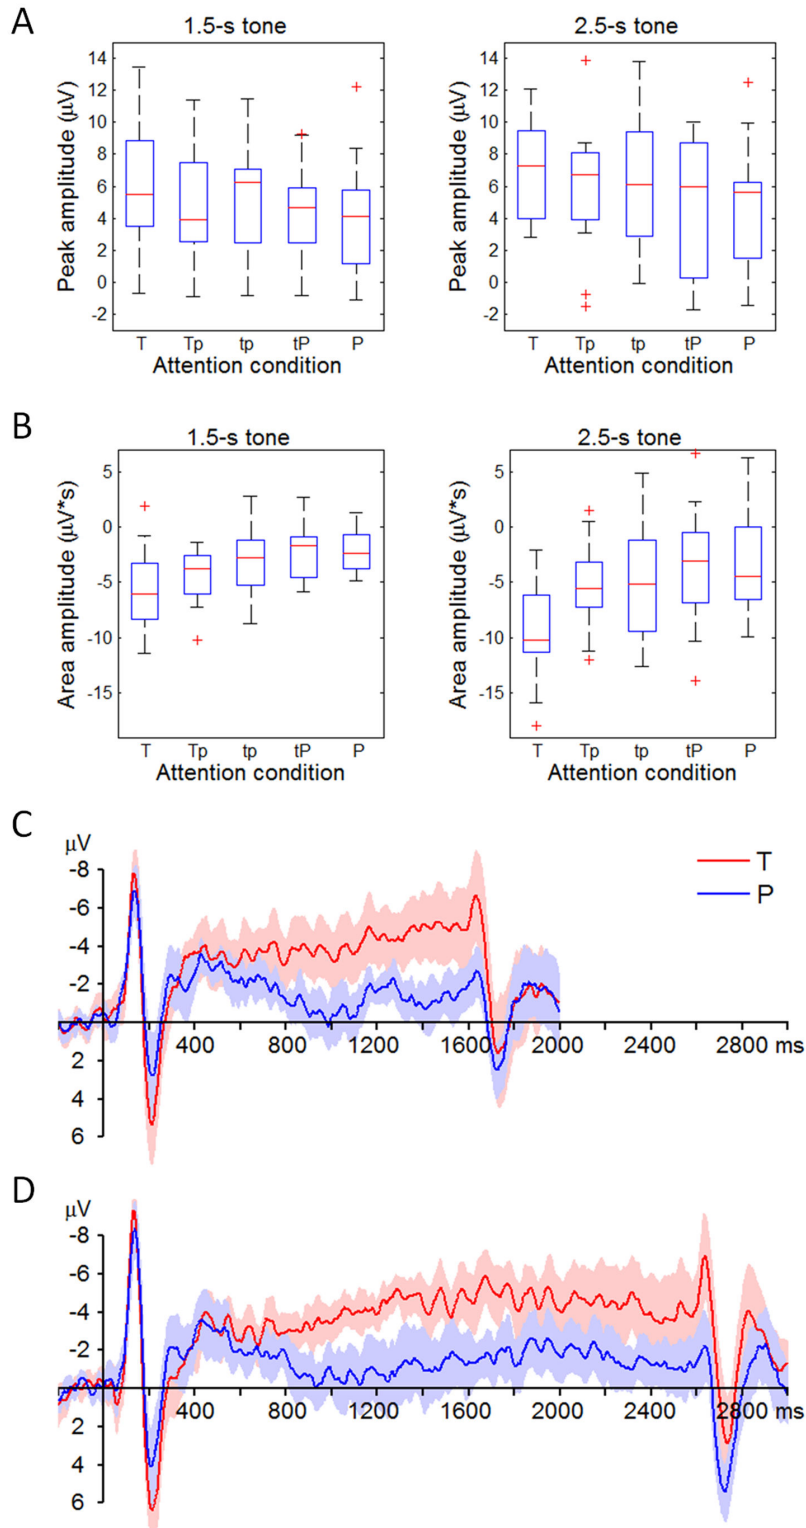 A
1.5-s tone
2.5-s tone
Peak amplitude (μV)
14
12
10
8
6
4
2
0
-2
T Tp tp tP P
Attention condition
Peak amplitude (μV)
14
12
10
8
6
4
2
0
-2
T Tp tp tP P
Attention condition
B
1.5-s tone
2.5-s tone
Area amplitude (μV*s)
5
0
-5
-10
-15
T Tp tp tP P
Attention condition
Area amplitude (μV*s)
5
0
-5
-10
-15
T Tp tp tP P
Attention condition
C
μV
-8
-6
-4
-2
2
4
6
400 800 1200 1600 2000 2400 2800 ms
T
P
D
μV
-8
-6
-4
-2
2
4
6
400 800 1200 1600 2000 2400 2800 ms